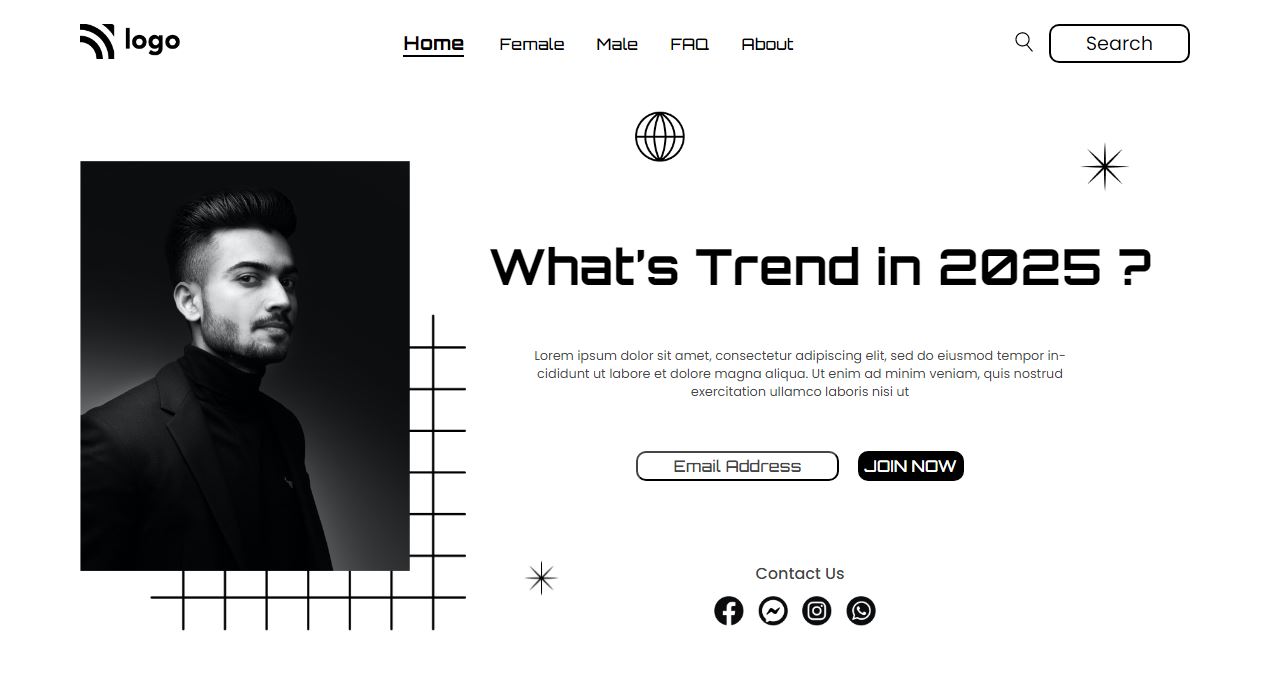 logo
Home
Female
Male
FAQ
About
Search
What's Trend in 2025 ?
Lorem ipsum dolor sit amet, consectetur adipiscing elit, sed do eiusmod tempor in-
cididunt ut labore et dolore magna aliqua. Ut enim ad minim veniam, quis nostrud
exercitation ullamco laboris nisi ut
Email Address
JOIN NOW
Contact Us